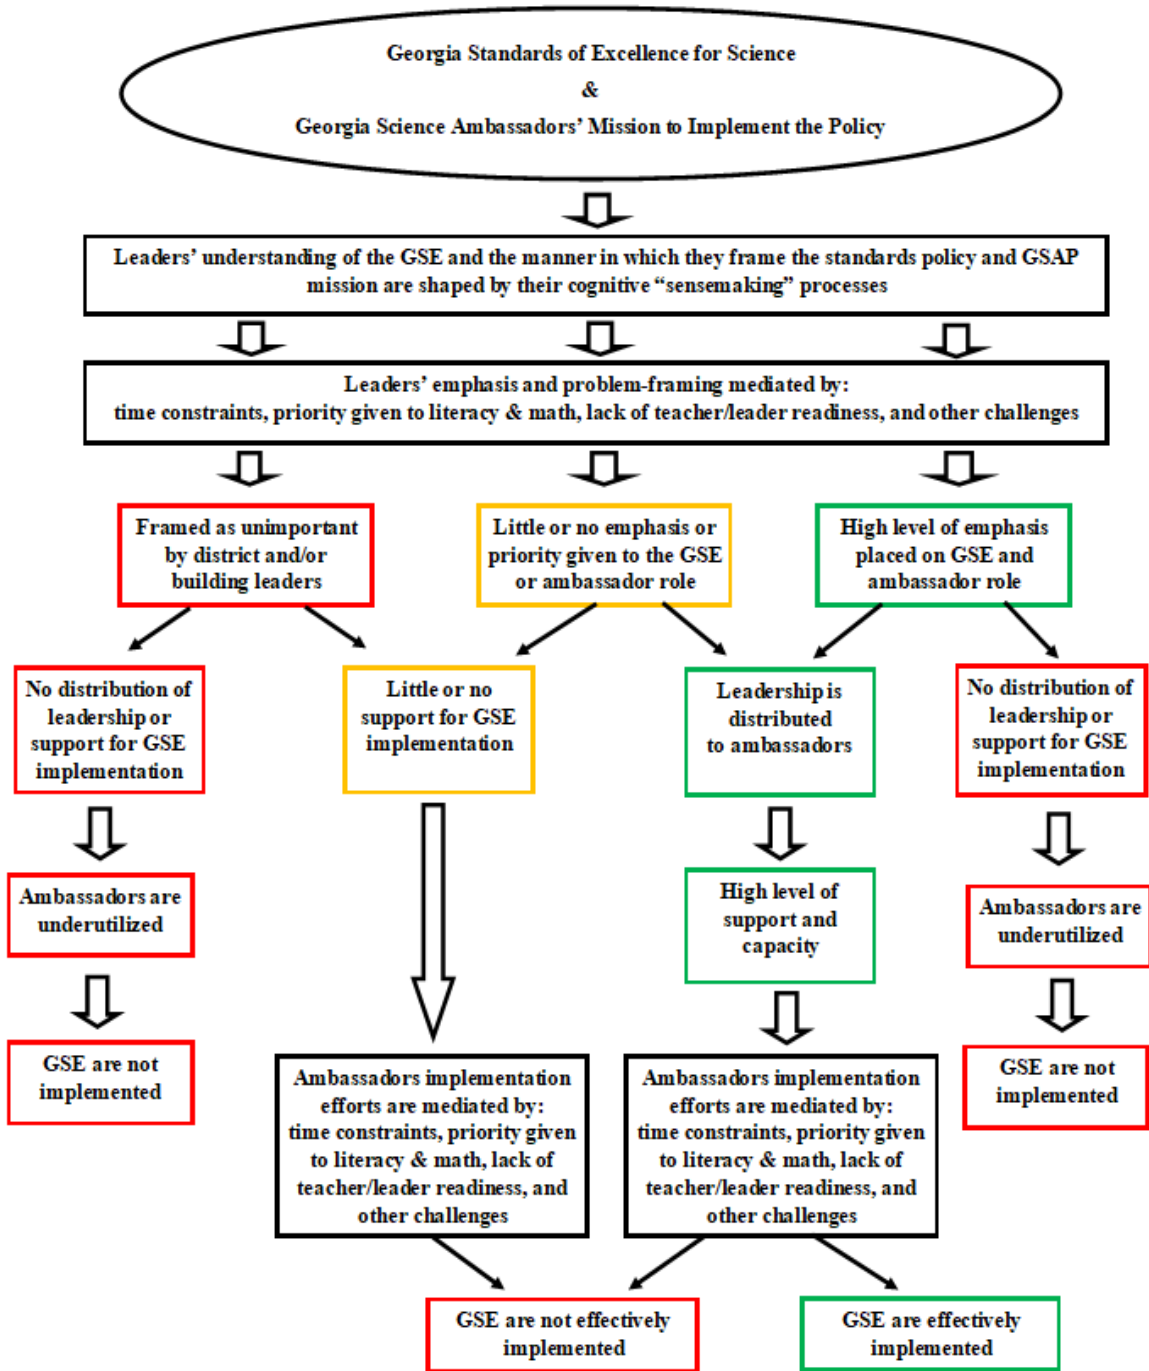 Georgia Standards of Excellence for Science
&
Georgia Science Ambassadors’ Mission to Implement the Policy
Leaders’ understanding of the GSE and the manner in which they frame the standards policy and GSAP
mission are shaped by their cognitive “sensemaking” processes
Leaders’ emphasis and problem-framing mediated by:
time constraints, priority given to literacy & math, lack of teacher/leader readiness, and other challenges
Framed as unimportant
by district and/or
building leaders
Little or no emphasis or
priority given to the GSE
or ambassador role
High level of emphasis
placed on GSE and
ambassador role
No distribution of
leadership or
support for GSE
implementation
Little or no
support for GSE
implementation
Leadership is
distributed
to ambassadors
No distribution of
leadership or
support for GSE
implementation
Ambassadors are
underutilized
High level of
support and
capacity
Ambassadors are
underutilized
GSE are not
implemented
Ambassadors implementation
efforts are mediated by:
time constraints, priority given
to literacy & math, lack of
teacher/leader readiness, and
other challenges
Ambassadors implementation
efforts are mediated by:
time constraints, priority given
to literacy & math, lack of
teacher/leader readiness, and
other challenges
GSE are not
implemented
GSE are not effectively
implemented
GSE are effectively
implemented